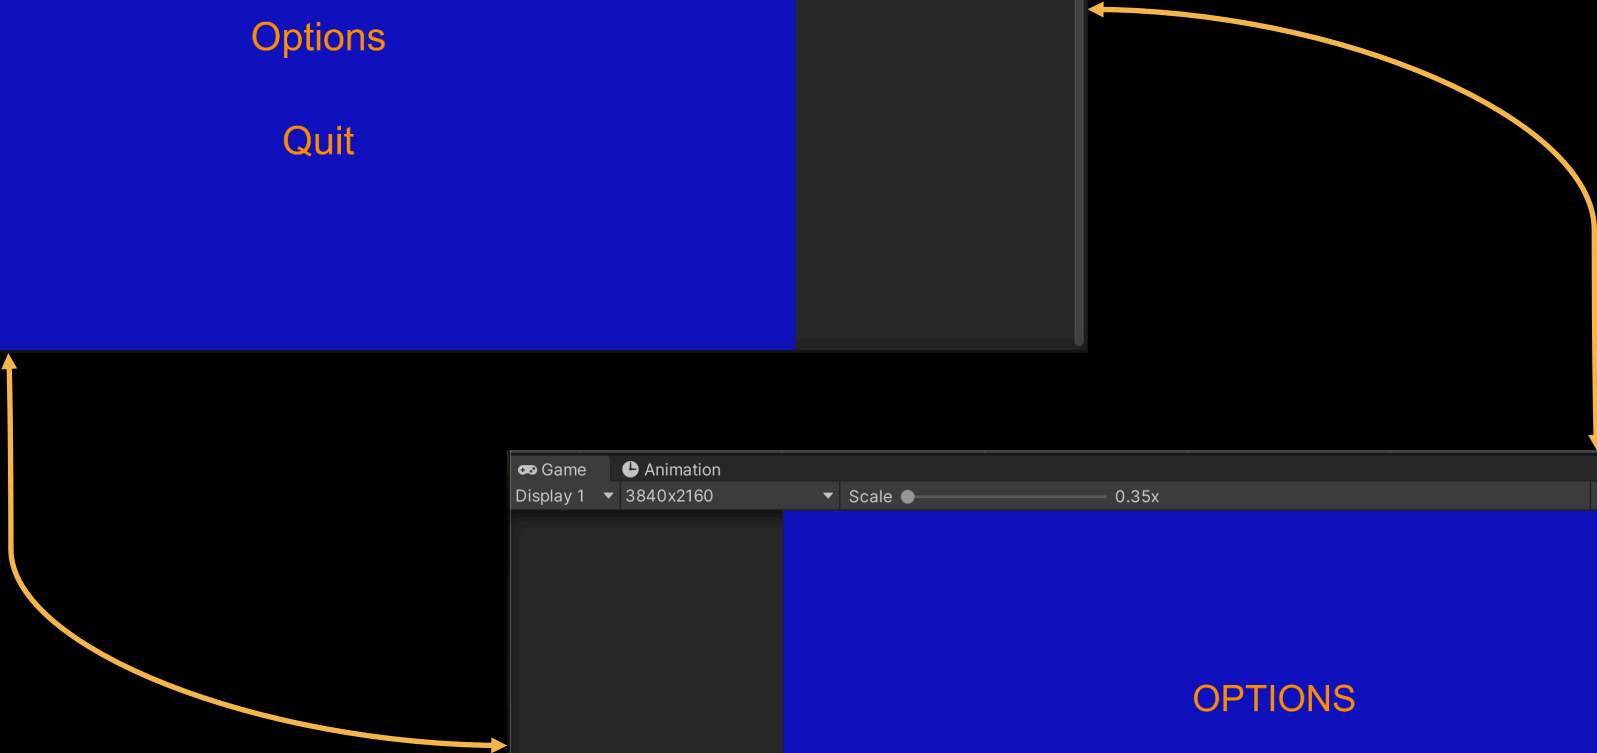 Options
Quit
Game Animation
Display 1 3840x2160 Scale 0.35x
OPTIONS